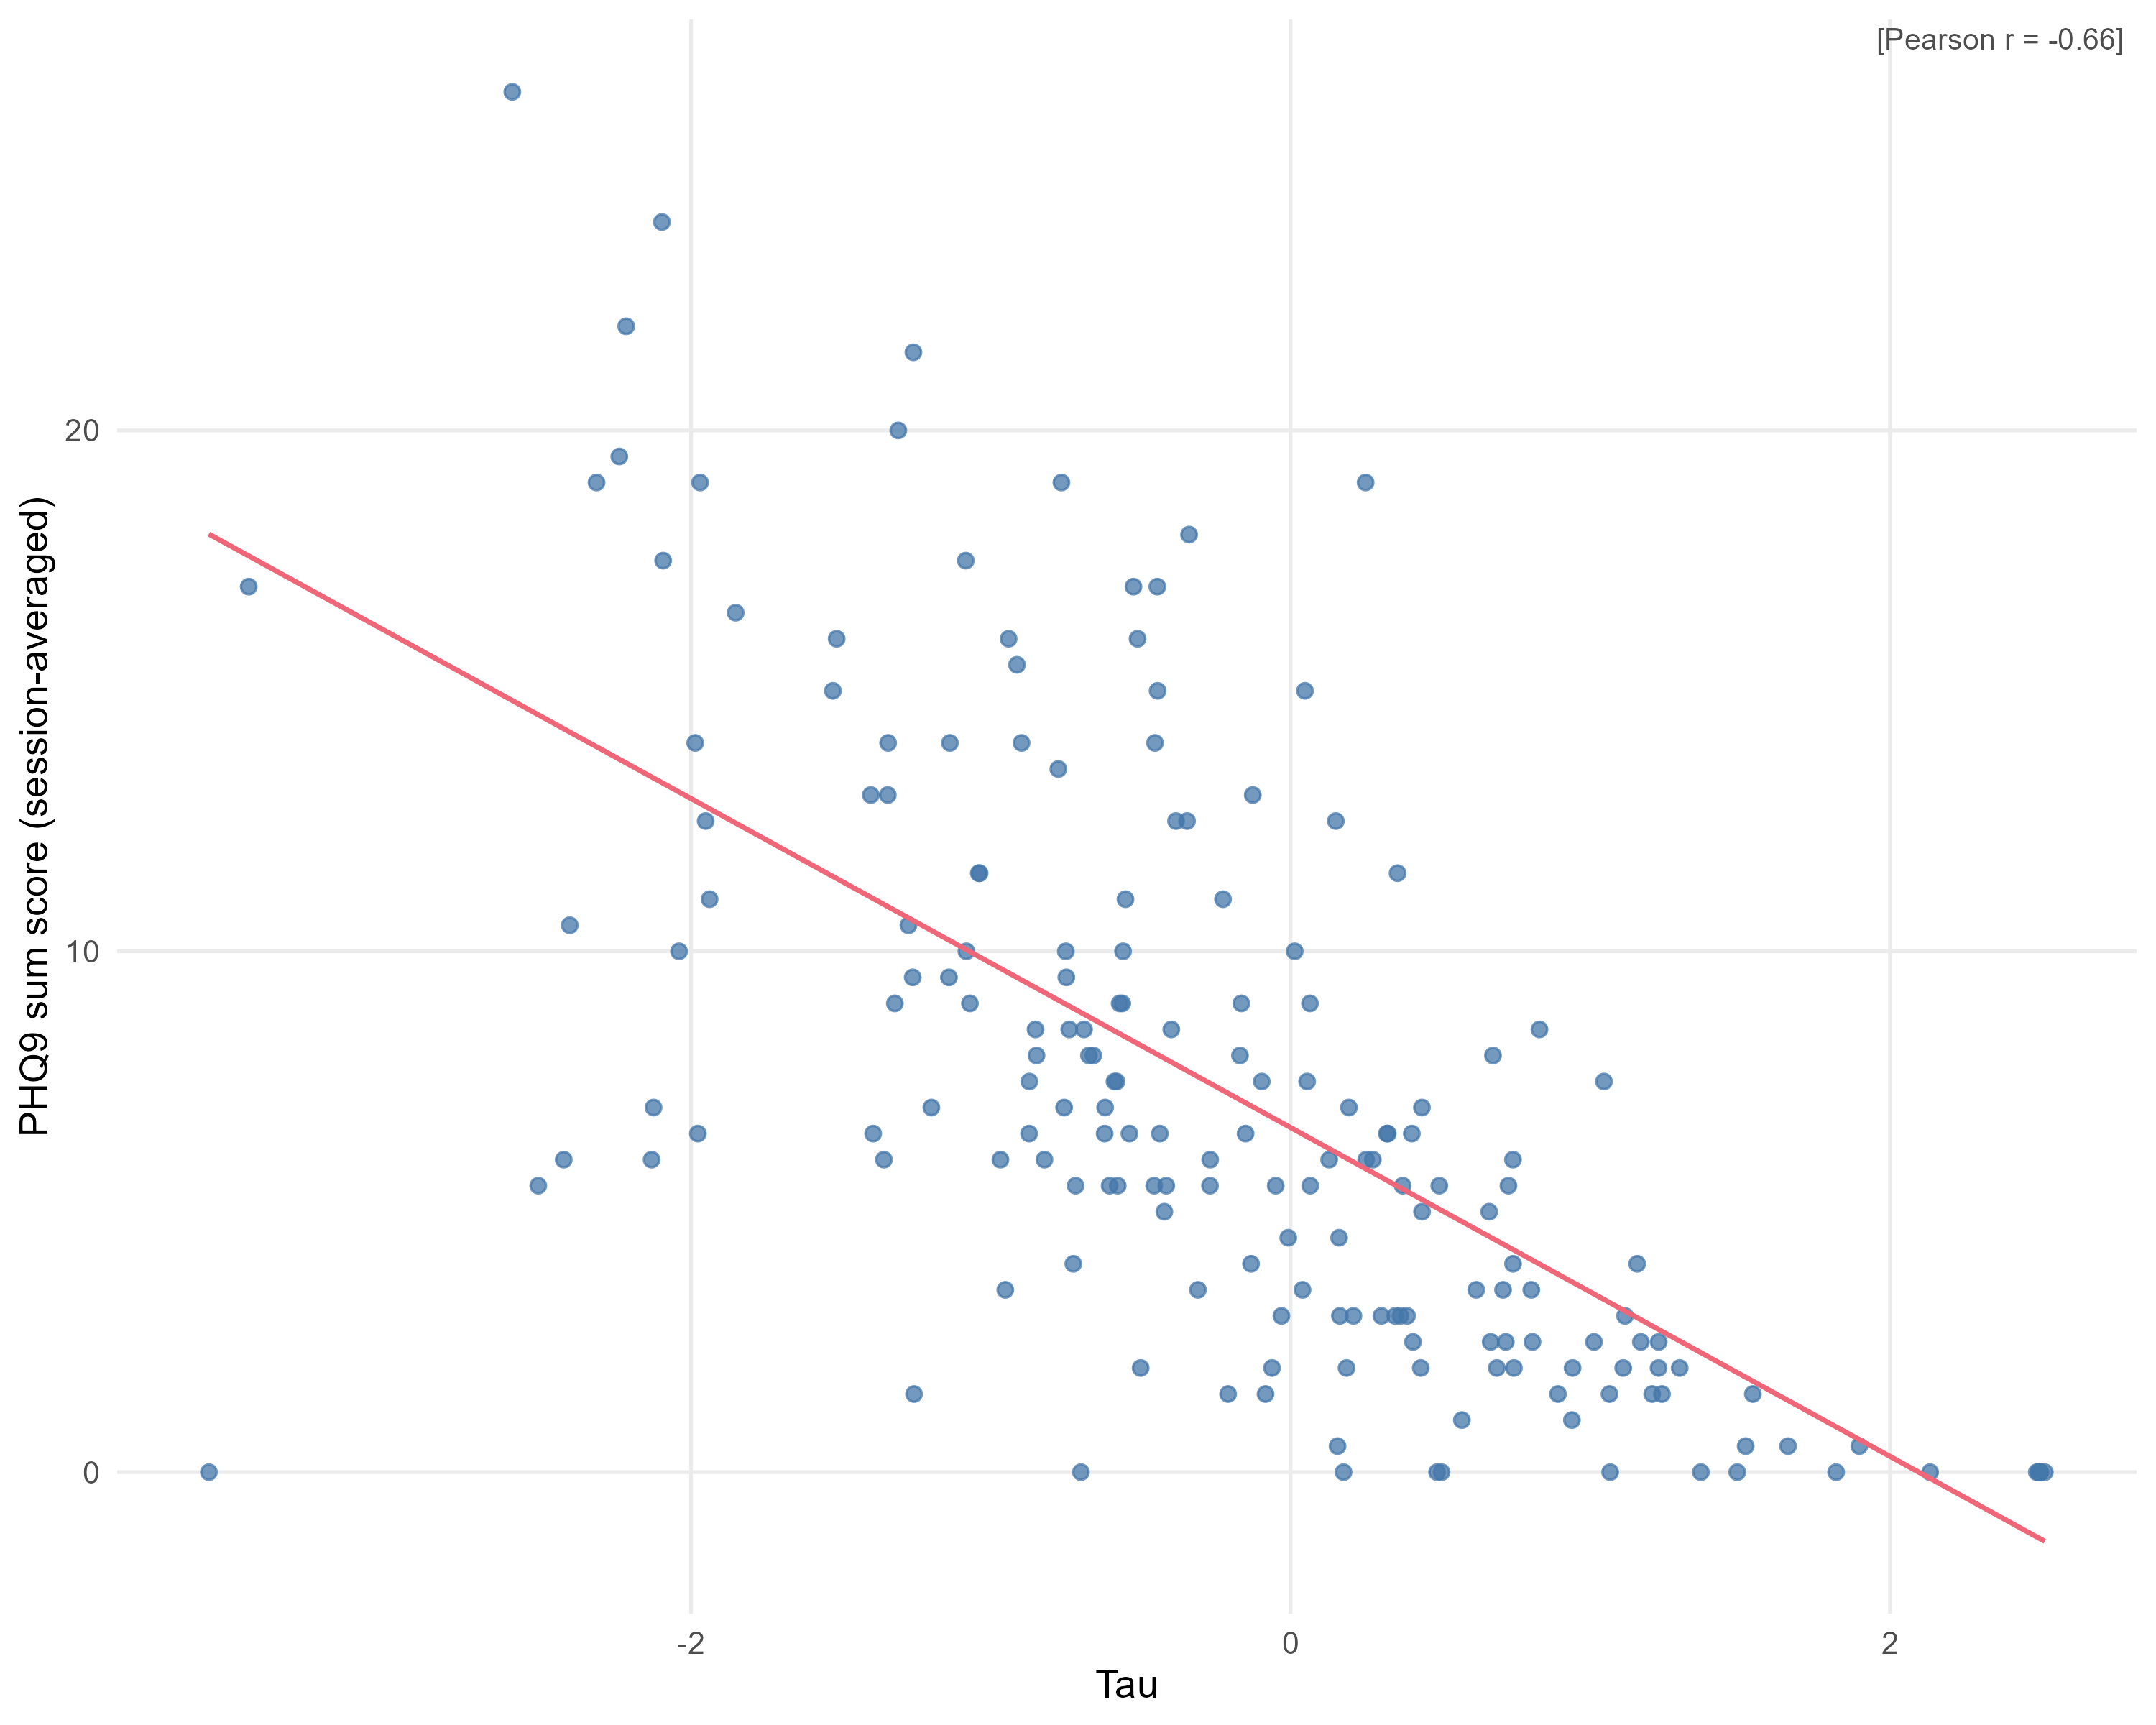 [Pearson r = -0.66]
PHQ9 sum score (session-averaged)
20
10
0
-2
0
2
Tau